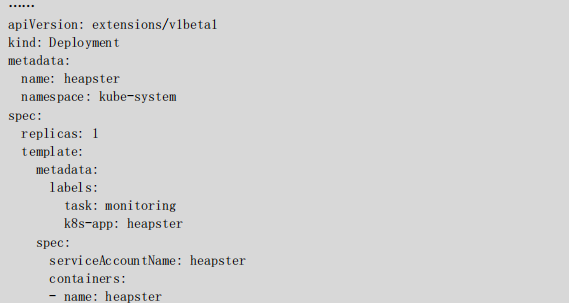 ······
apiVersion: extensions/v1beta1
kind: Deployment
metadata:
  name: heapster
  namespace: kube-system
spec:
  replicas: 1
  template:
    metadata:
      labels:
        task: monitoring
        k8s-app: heapster
    spec:
      serviceAccountName: heapster
      containers:
      - name: heapster